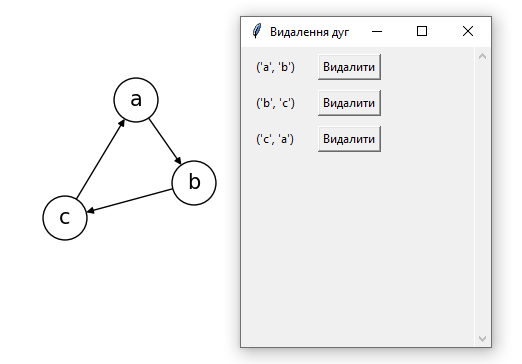 a
b
c
Видалення дуг
('a', 'b') Видалити
('b', 'c') Видалити
('c', 'a') Видалити